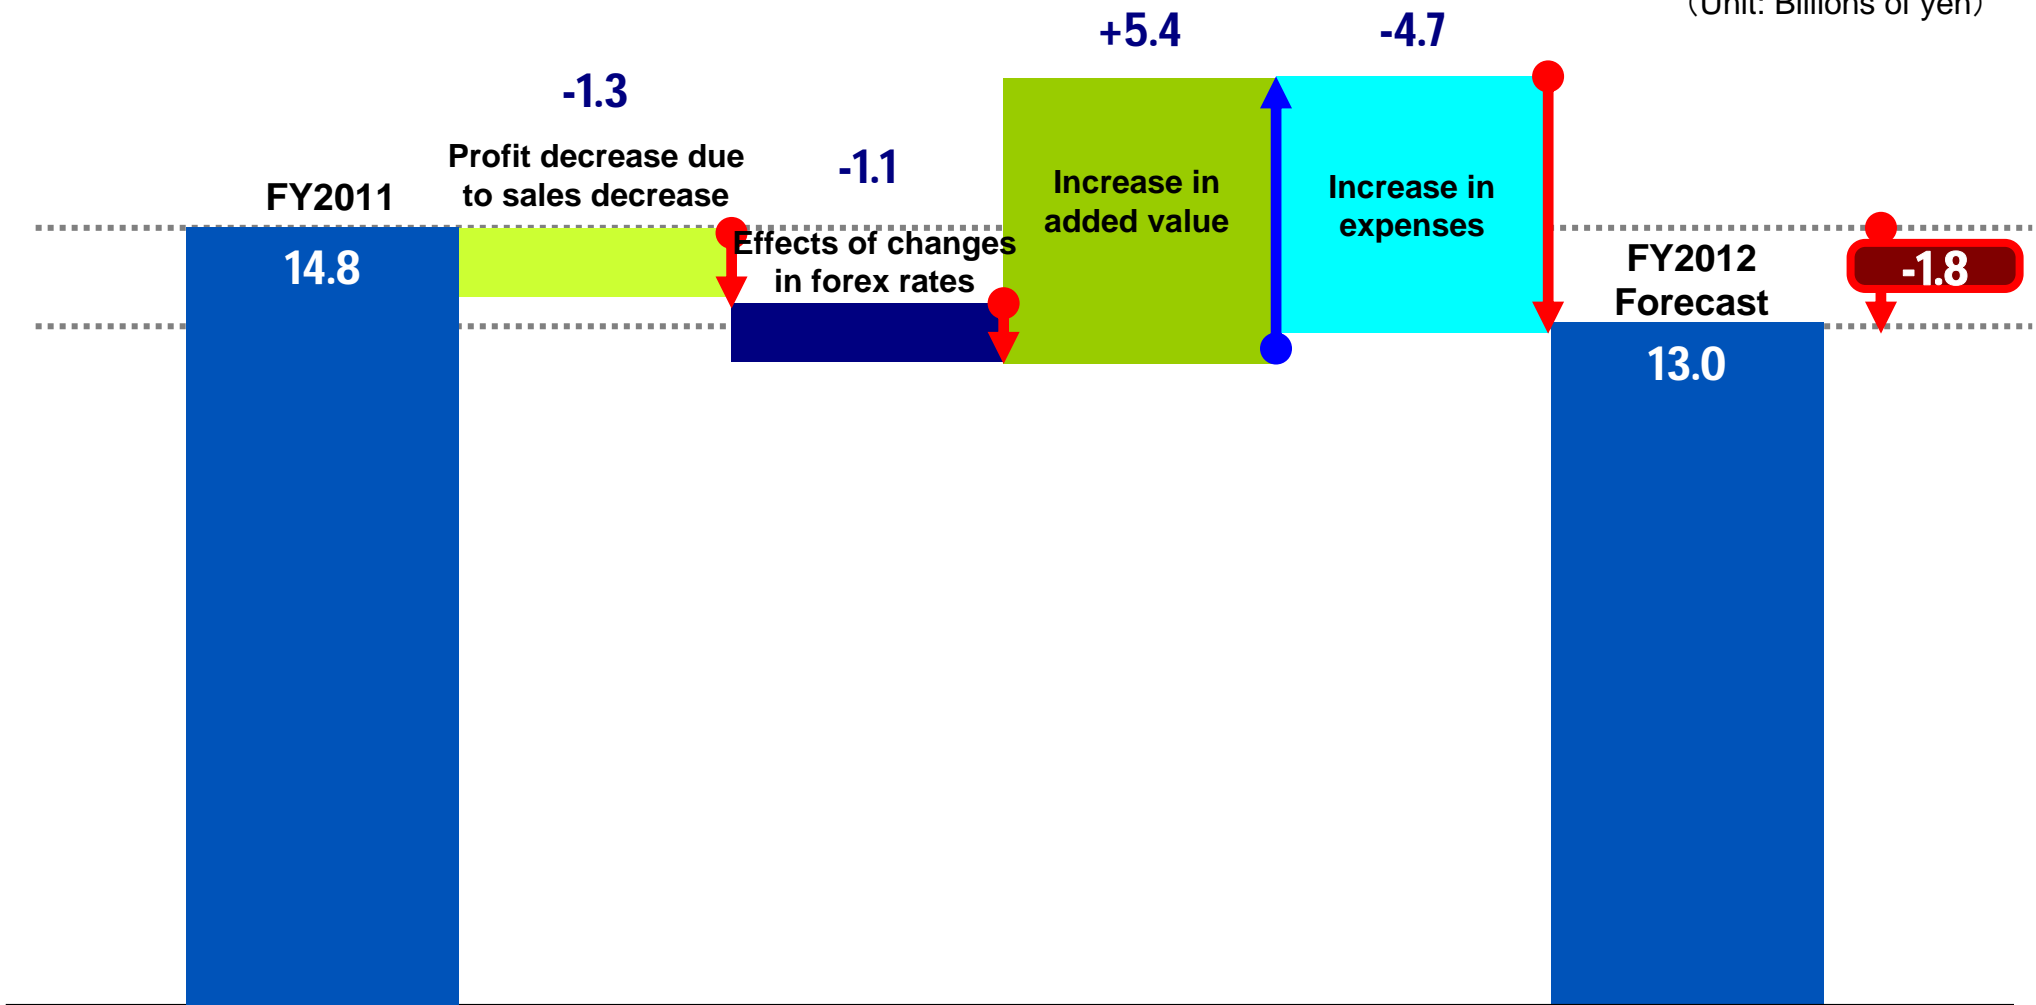 （Unit: Billions of yen）
+5.4
-4.7
-1.3
Profit decrease due
to sales decrease
-1.1
FY2011
14.8
Effects of changes
in forex rates
Increase in
added value
Increase in
expenses
FY2012
Forecast
13.0
-1.8